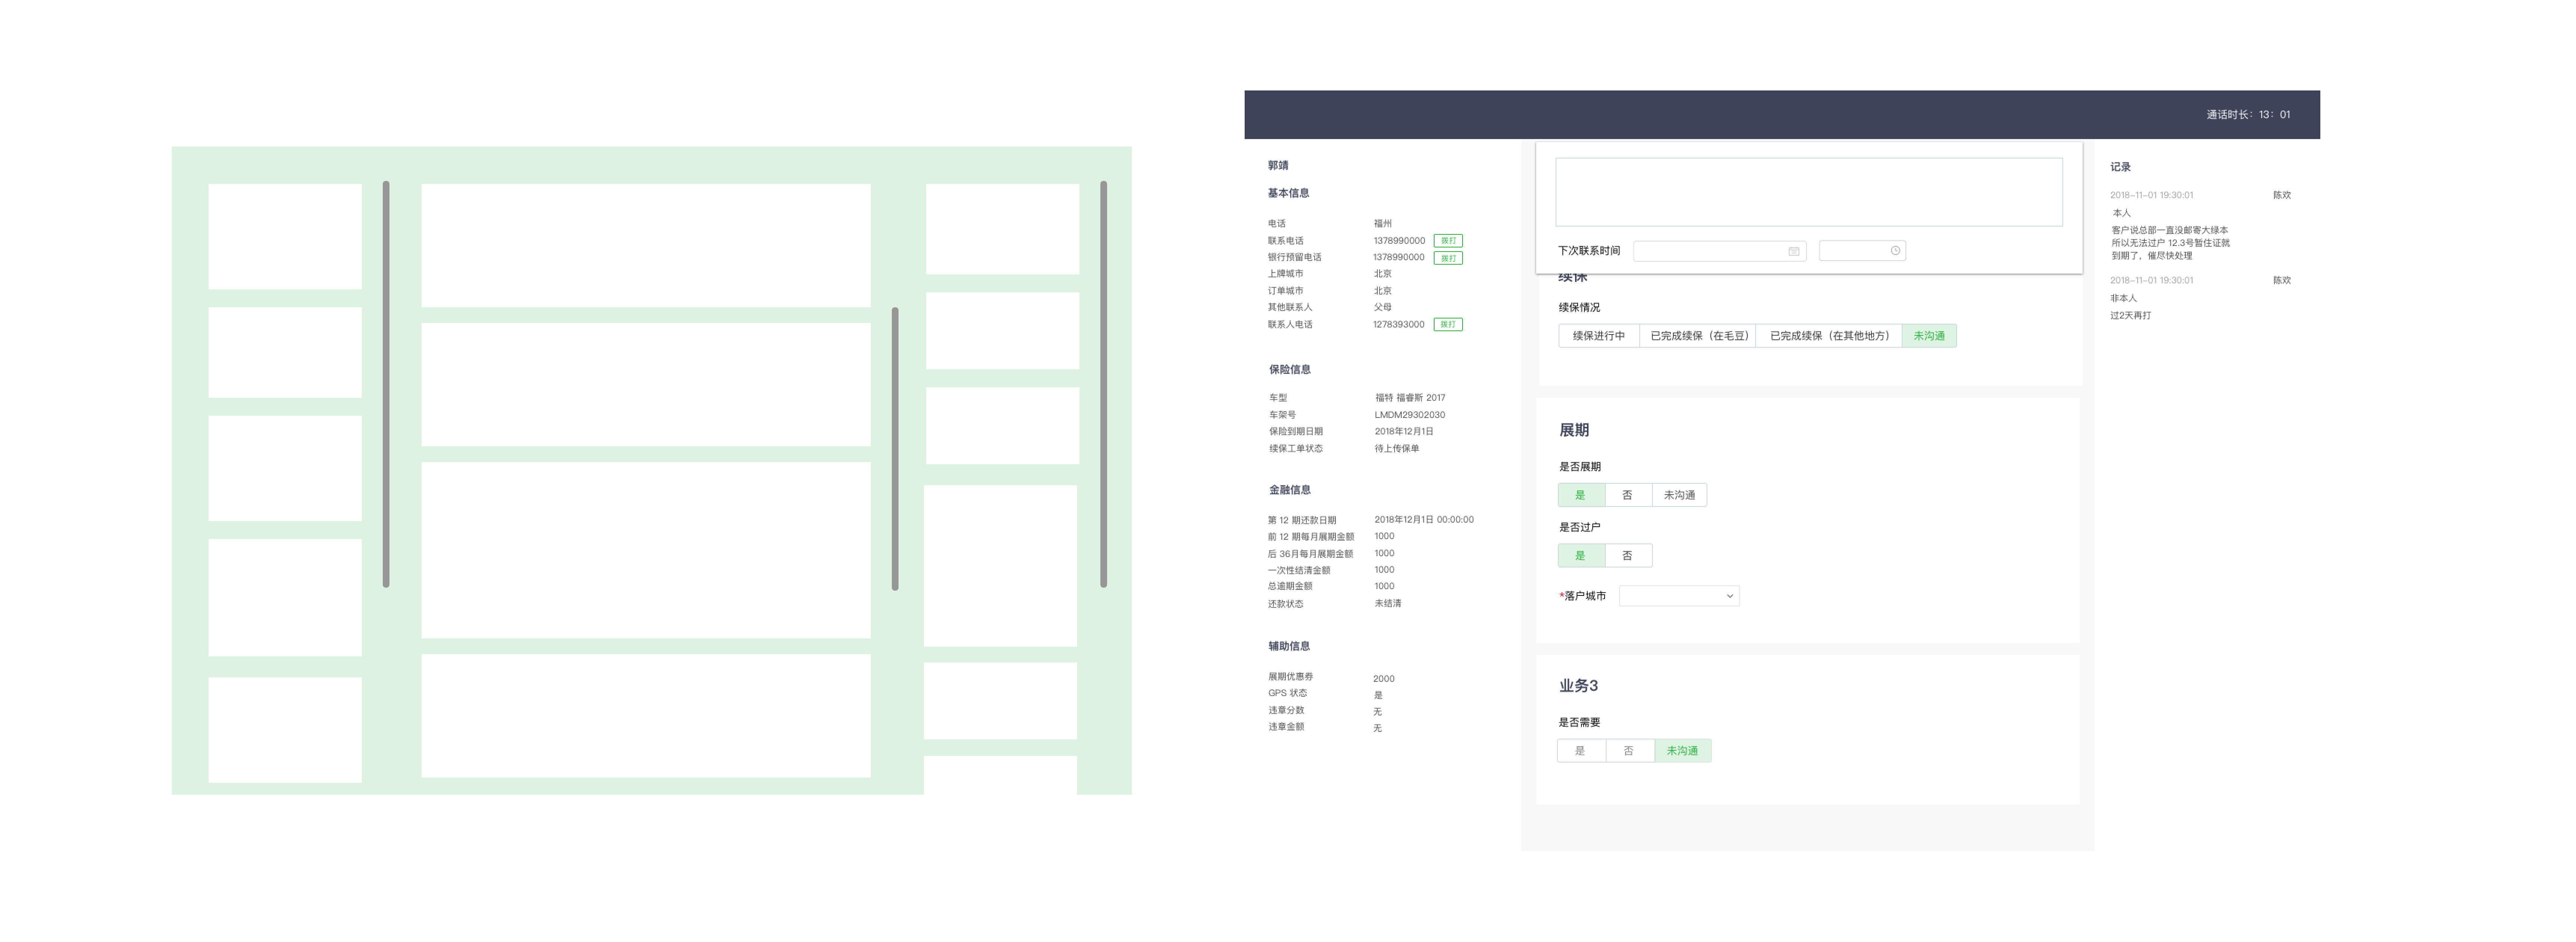 通话时长：13：01
郭靖
基本信息
电话 福州
联系电话 1378990000 拨打
银行预留电话 1378990000 拨打
上牌城市 北京
订单城市 北京
其他联系人 父母
联系人电话 1278393000 拨打
保险信息
车型 福特 福睿斯 2017
车架号 LMDM29302030
保险到期日期 2018年12月1日
续保工单状态 待上传保单
金融信息
第 12 期还款日期 2018年12月1日 00:00:00
前 12 期每月展期金额 1000
后 36月每月展期金额 1000
一次性结清金额 1000
总逾期金额 1000
还款状态 未结清
辅助信息
展期优惠券 2000
GPS 状态 是
违章分数 无
违章金额 无
下次联系时间
续保
续保情况
续保进行中 已完成续保（在毛豆） 已完成续保（在其他地方） 未沟通
展期
是否展期
是 否 未沟通
是否过户
是 否
*落户城市
业务3
是否需要
是 否 未沟通
记录
2018-11-01 19:30:01 陈欢
本人
客户说总部一直没邮寄大绿本
所以无法过户 12.3号暂住证就
到期了，催尽快处理
2018-11-01 19:30:01 陈欢
非本人
过2天再打